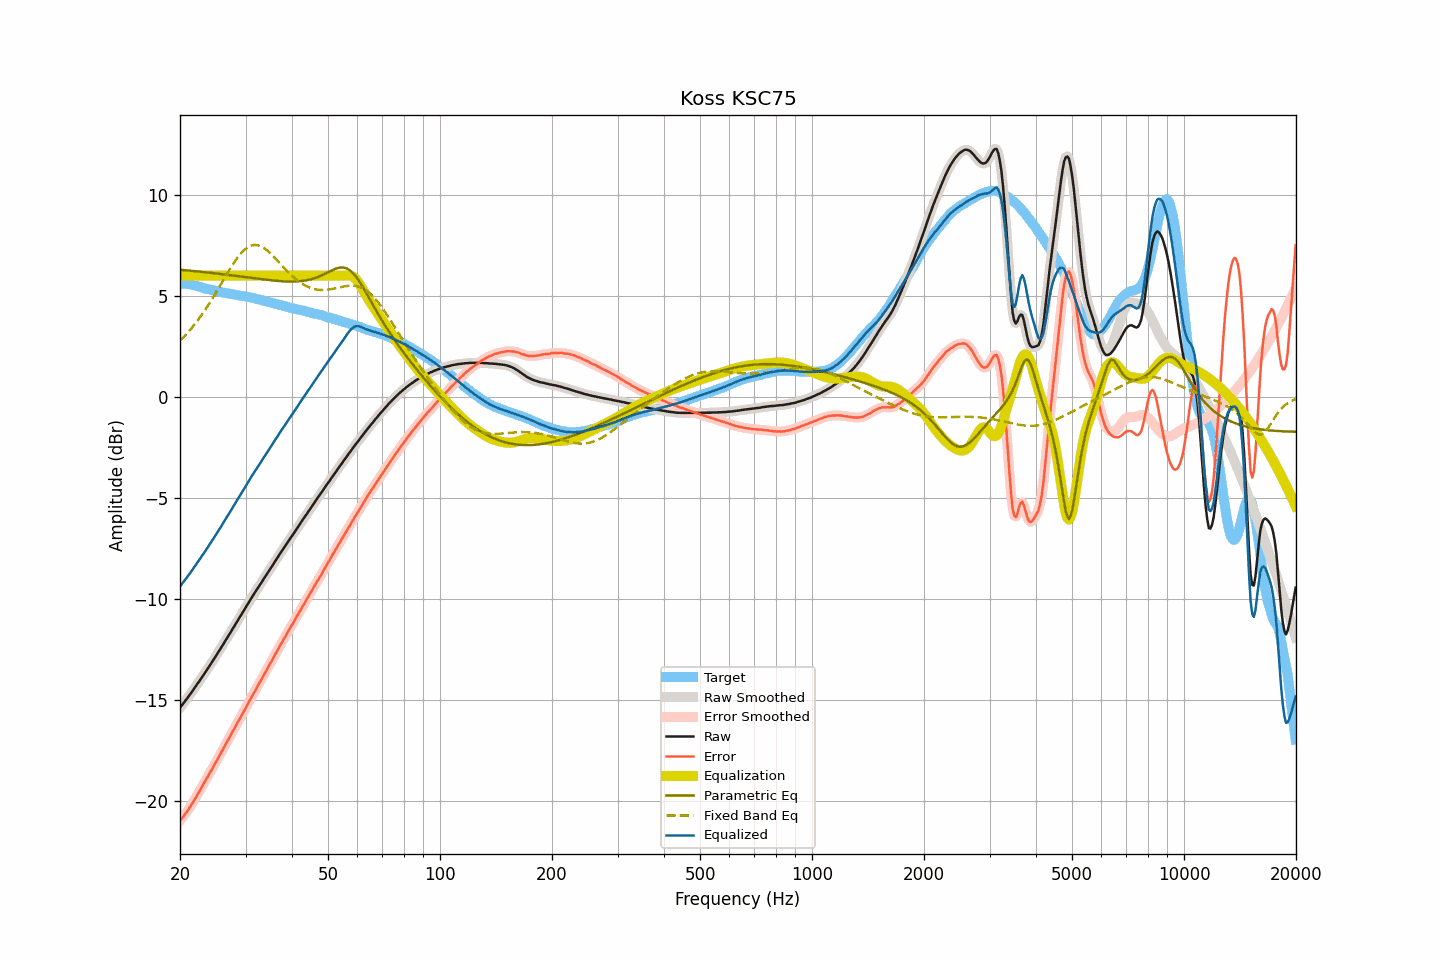 Koss KSC75
Amplitude (dBr)
10
5
0
−5
−10
−15
−20
Target
Raw Smoothed
Error Smoothed
Raw
Error
Equalization
Parametric Eq
Fixed Band Eq
Equalized
20 50 100 200 500 1000 2000 5000 10000 20000
Frequency (Hz)